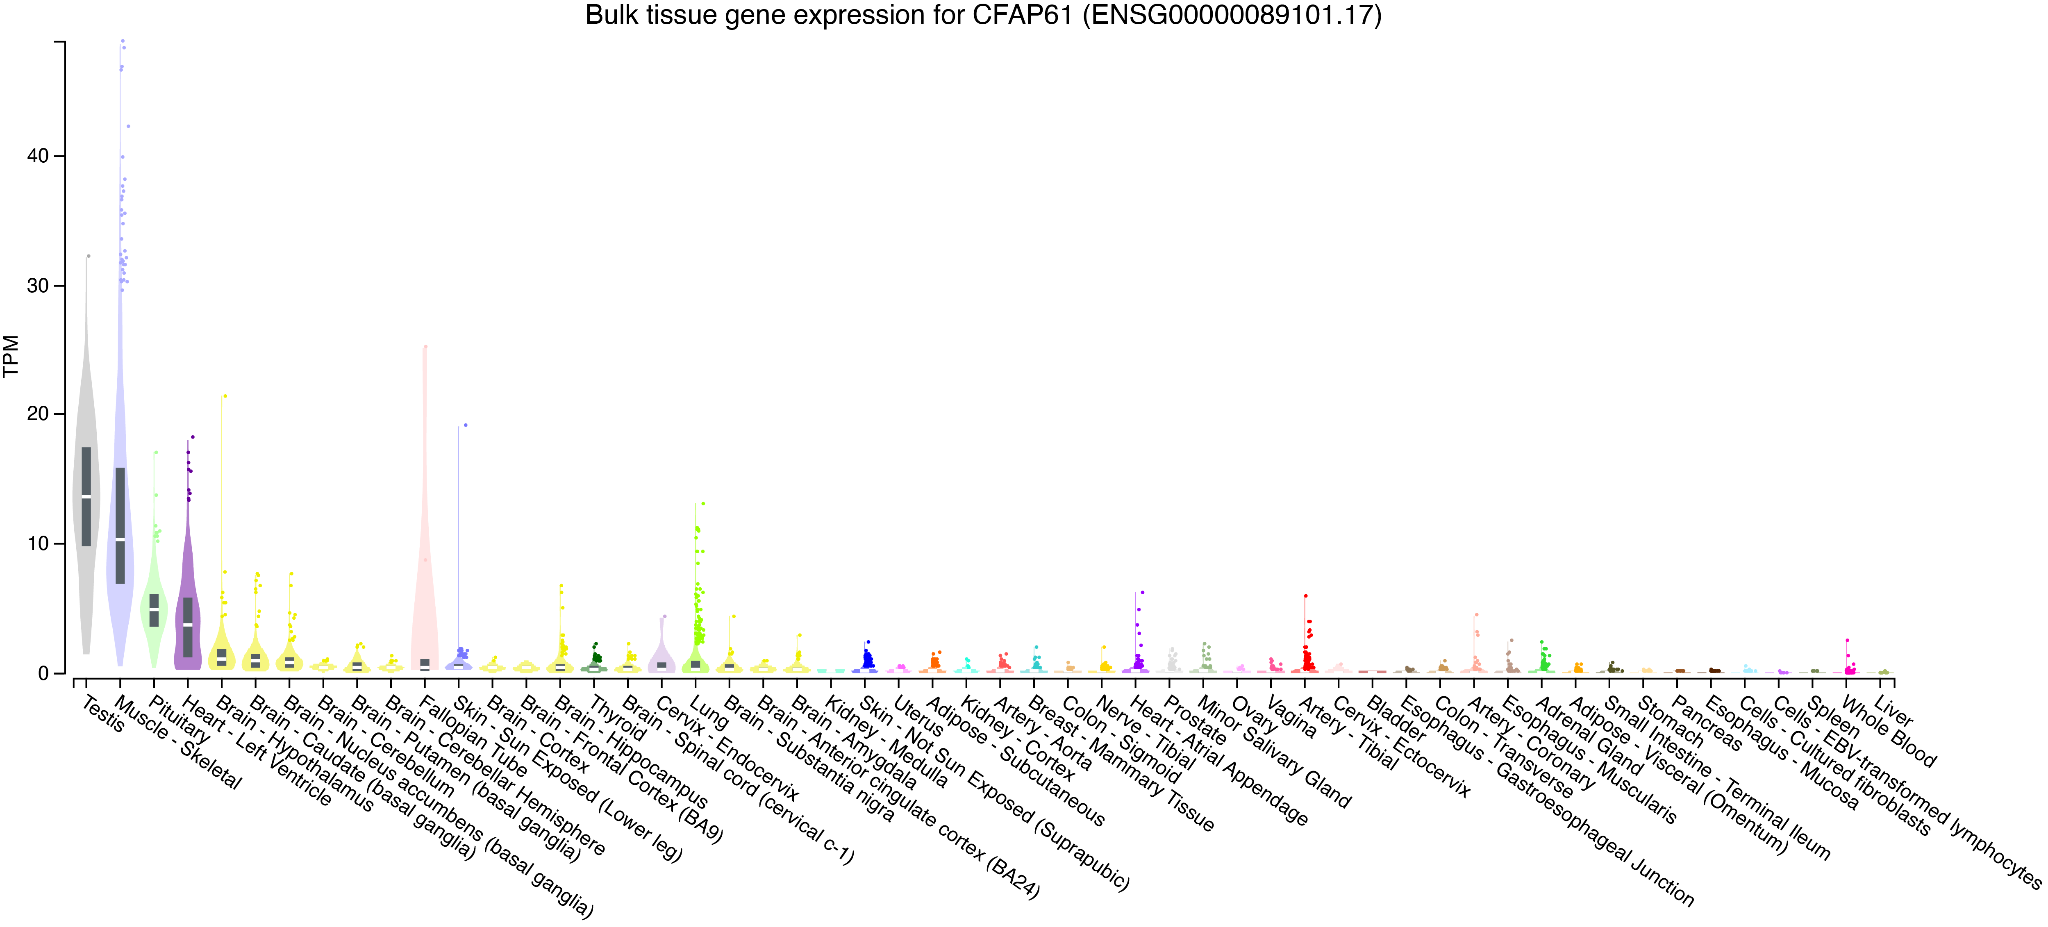 Bulk tissue gene expression for CFAP61 (ENSG00000089101.17)
TPM
40
30
20
10
0
Testis
Muscle - Skeletal
Pituitary
Heart - Left Ventricle
Brain - Hypothalamus
Brain - Caudate (basal ganglia)
Brain - Nucleus accumbens (basal ganglia)
Brain - Cerebellum
Brain - Putamen (basal ganglia)
Brain - Cerebellar Hemisphere
Fallopian Tube
Skin - Sun Exposed (Lower leg)
Brain - Cortex
Brain - Frontal Cortex (BA9)
Brain - Hippocampus
Thyroid
Brain - Spinal cord (cervical c-1)
Cervix - Endocervix
Lung
Brain - Substantia nigra
Brain - Anterior cingulate cortex (BA24)
Brain - Amygdala
Kidney - Medulla
Skin - Not Sun Exposed (Suprapubic)
Uterus
Adipose - Subcutaneous
Kidney - Cortex
Artery - Aorta
Breast - Mammary Tissue
Colon - Sigmoid
Nerve - Tibial
Heart - Atrial Appendage
Prostate
Minor Salivary Gland
Ovary
Vagina
Artery - Tibial
Cervix - Ectocervix
Bladder
Esophagus - Gastroesophageal Junction
Colon - Transverse
Artery - Coronary
Esophagus - Muscularis
Adrenal Gland
Adipose - Visceral (Omentum)
Small Intestine - Terminal Ileum
Stomach
Pancreas
Esophagus - Mucosa
Cells - Cultured fibroblasts
Cells - EBV-transformed lymphocytes
Spleen
Whole Blood
Liver